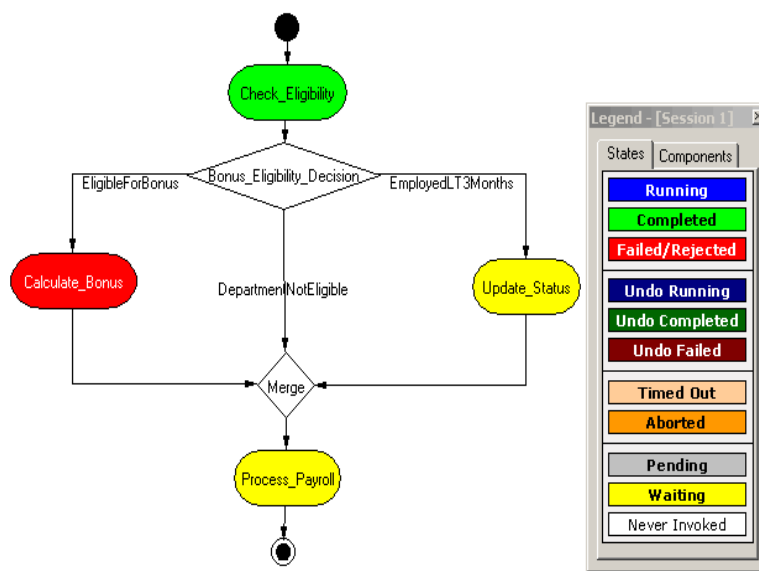 Check_Eligibility
Bonus_Eligibility_Decision
EligibleForBonus
EmployedLT3Months
Calculate_Bonus
DepartmentNotEligible
Update_Status
Merge
Process_Payroll
Legend - [Session 1]
States
Components
Running
Completed
Failed/Rejected
Undo Running
Undo Completed
Undo Failed
Timed Out
Aborted
Pending
Waiting
Never Invoked